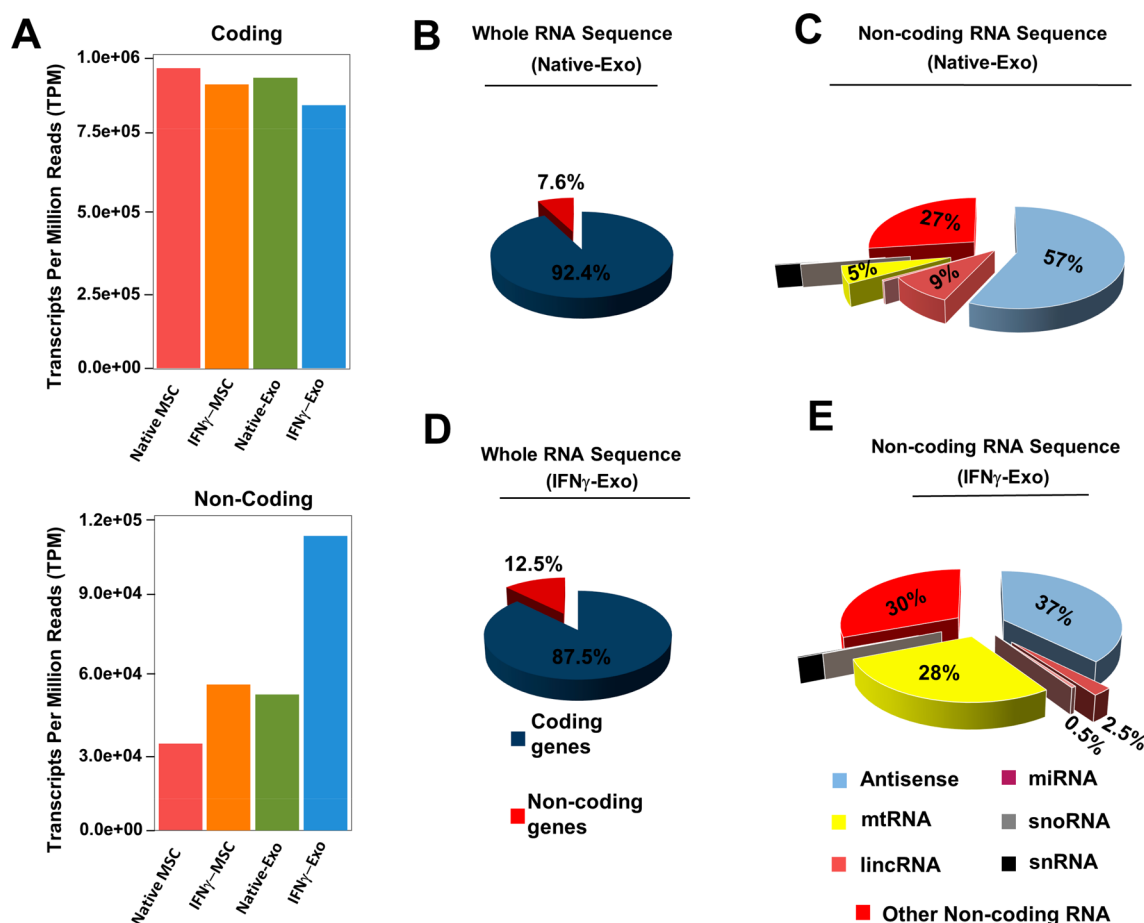 A
Coding
Transcripts Per Million Reads (TPM)
1.0e+06
7.5e+05
5.0e+05
2.5e+05
0.0e+00
Native MSC
IFNγ–MSC
Native-Exo
IFNγ–Exo
Non-Coding
Transcripts Per Million Reads (TPM)
1.2e+05
9.0e+04
6.0e+04
3.0e+04
0.0e+00
Native MSC
IFNγ–MSC
Native-Exo
IFNγ–Exo
B
Whole RNA Sequence
(Native-Exo)
7.6%
92.4%
C
Non-coding RNA Sequence
(Native-Exo)
27%
57%
5%
9%
D
Whole RNA Sequence
(IFNγ-Exo)
12.5%
87.5%
Coding
genes
Non-coding
genes
E
Non-coding RNA Sequence
(IFNγ-Exo)
30%
37%
28%
0.5%
2.5%
Antisense
miRNA
mtRNA
snoRNA
lincRNA
snRNA
Other Non-coding RNA